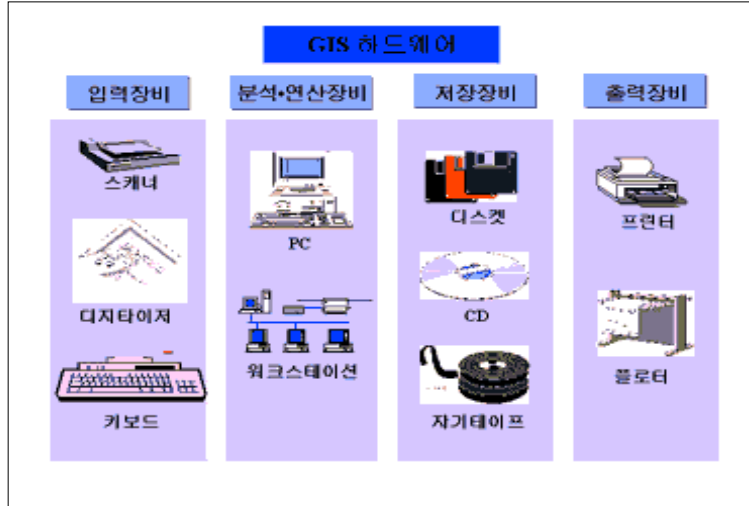 GIS 하드웨어
입력장비
분석•연산장비
저장장비
출력장비
스캐너
디지타이저
키보드
PC
워크스테이션
디스켓
CD
자기테이프
프린터
플로터